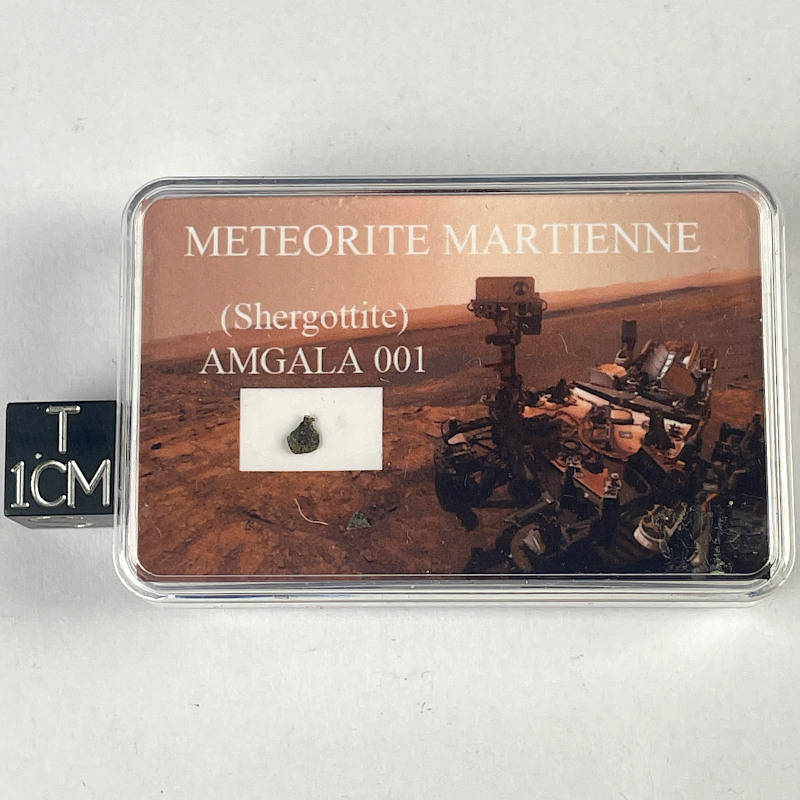 METEORITE MARTIENNE
(Shergottite)
AMGALA 001
T
1CM